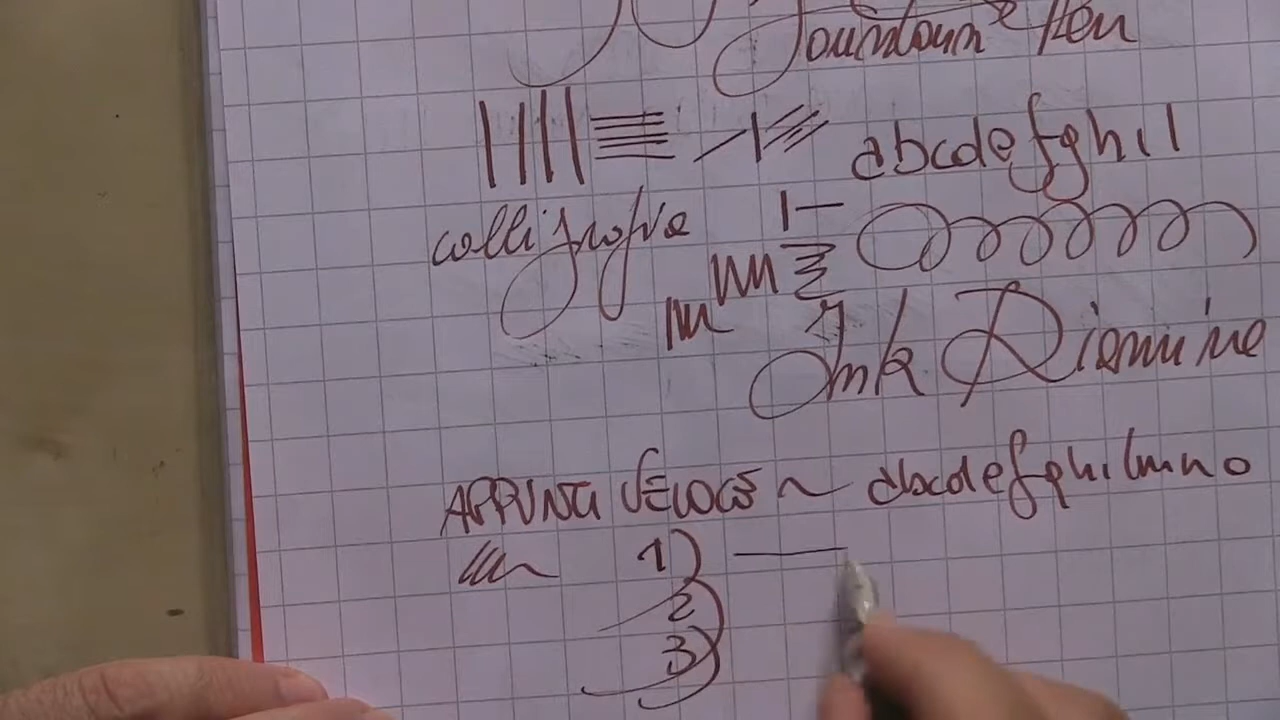 Fountain Pen
abcdefghil
calligrafia
Ink Diamine
APPUNTI VELOCI ~ abcdefghilmno
1)
2)
3)